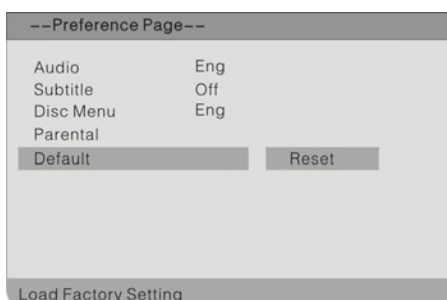 --Preference Page--
Audio Eng
Subtitle Off
Disc Menu Eng
Parental
Default Reset
Load Factory Setting